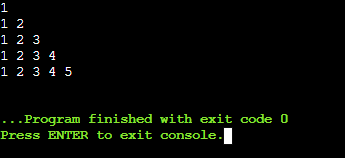 1
1 2
1 2 3
1 2 3 4
1 2 3 4 5
...Program finished with exit code 0
Press ENTER to exit console.